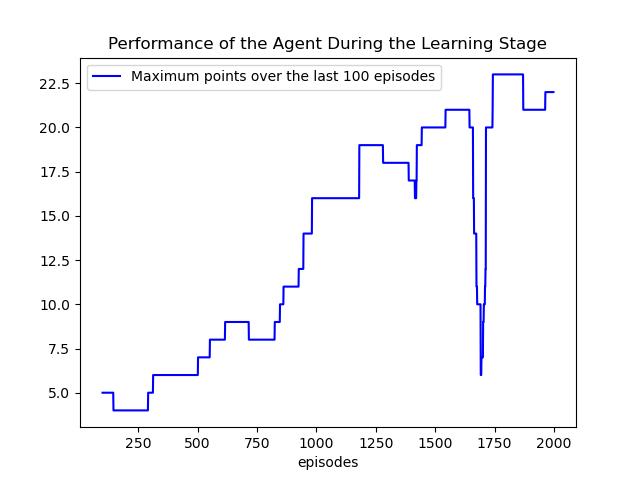 Performance of the Agent During the Learning Stage
Maximum points over the last 100 episodes
22.5
20.0
17.5
15.0
12.5
10.0
7.5
5.0
250 500 750 1000 1250 1500 1750 2000
episodes